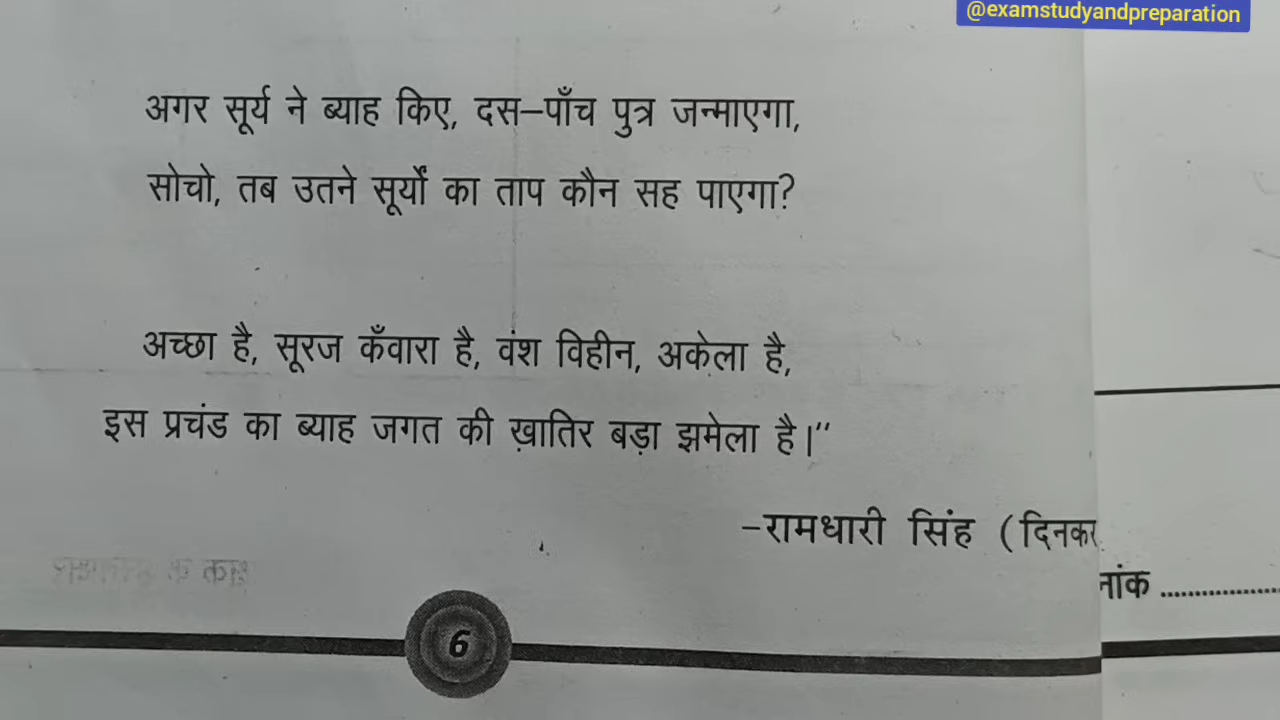 @examstudyandpreparation
अगर सूर्य ने ब्याह किए, दस–पाँच पुत्र जन्माएगा,
सोचो, तब उतने सूर्यों का ताप कौन सह पाएगा?
अच्छा है, सूरज कँवारा है, वंश विहीन, अकेला है,
इस प्रचंड का ब्याह जगत की ख़ातिर बड़ा झमेला है।"
–रामधारी सिंह (दिनकर
नांक ..................
6